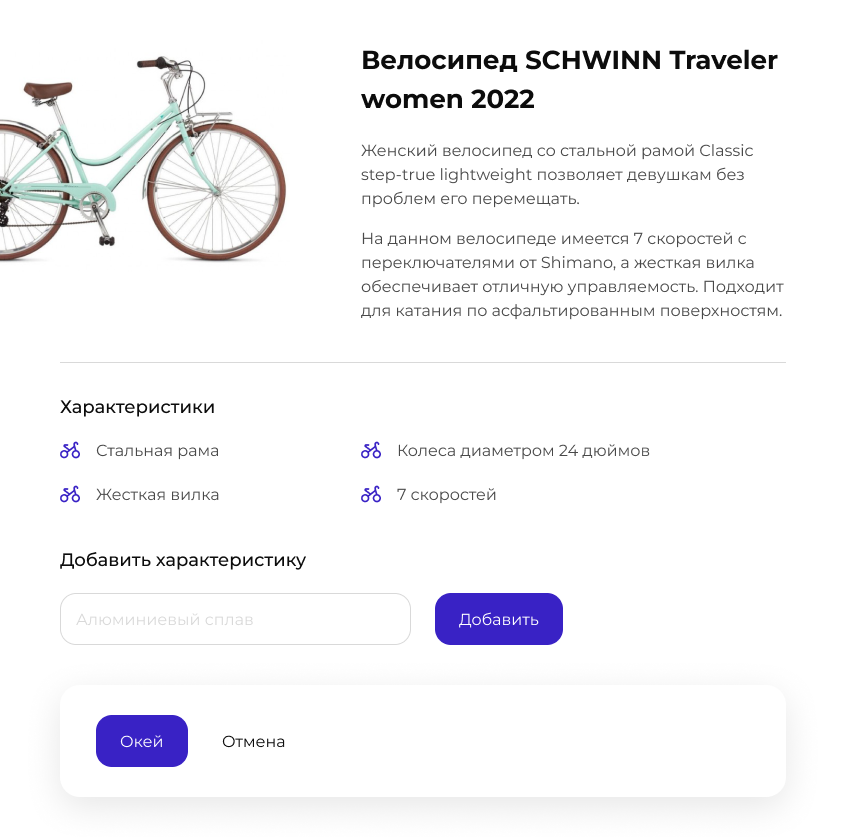 Велосипед SCHWINN Traveler
women 2022
Женский велосипед со стальной рамой Classic
step-true lightweight позволяет девушкам без
проблем его перемещать.
На данном велосипеде имеется 7 скоростей с
переключателями от Shimano, а жесткая вилка
обеспечивает отличную управляемость. Подходит
для катания по асфальтированным поверхностям.
Характеристики
Стальная рама
Колеса диаметром 24 дюймов
Жесткая вилка
7 скоростей
Добавить характеристику
Алюминиевый сплав
Добавить
Окей
Отмена